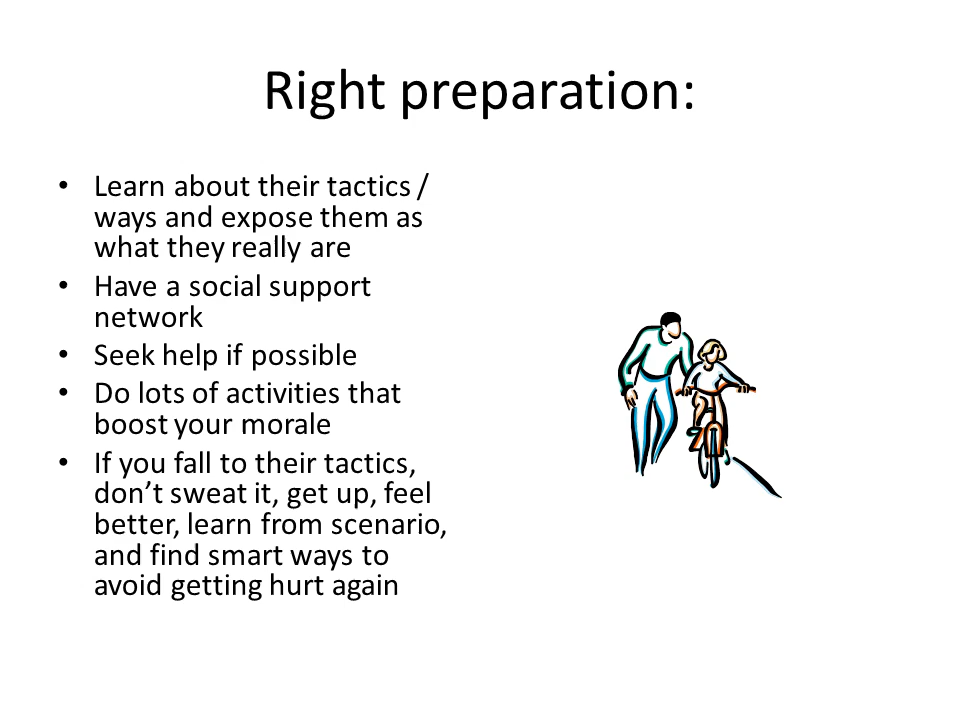 Right preparation:
• Learn about their tactics /
ways and expose them as
what they really are
• Have a social support
network
• Seek help if possible
• Do lots of activities that
boost your morale
• If you fall to their tactics,
don’t sweat it, get up, feel
better, learn from scenario,
and find smart ways to
avoid getting hurt again